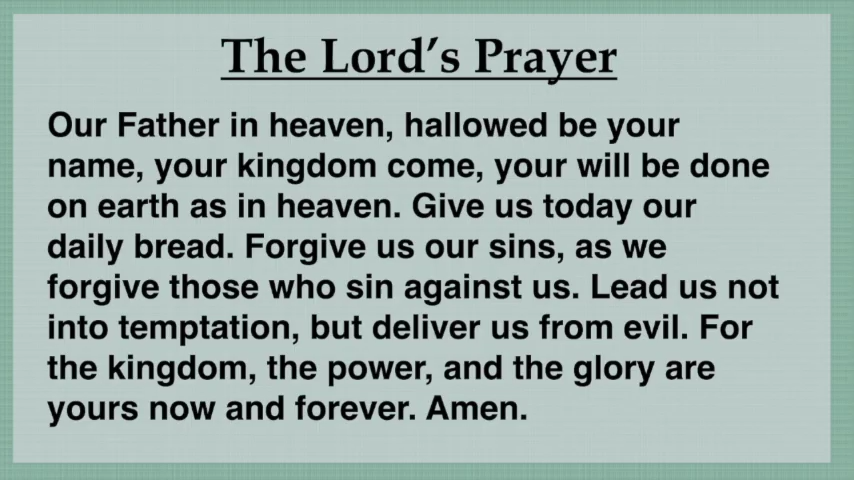 The Lord’s Prayer
Our Father in heaven, hallowed be your
name, your kingdom come, your will be done
on earth as in heaven. Give us today our
daily bread. Forgive us our sins, as we
forgive those who sin against us. Lead us not
into temptation, but deliver us from evil. For
the kingdom, the power, and the glory are
yours now and forever. Amen.